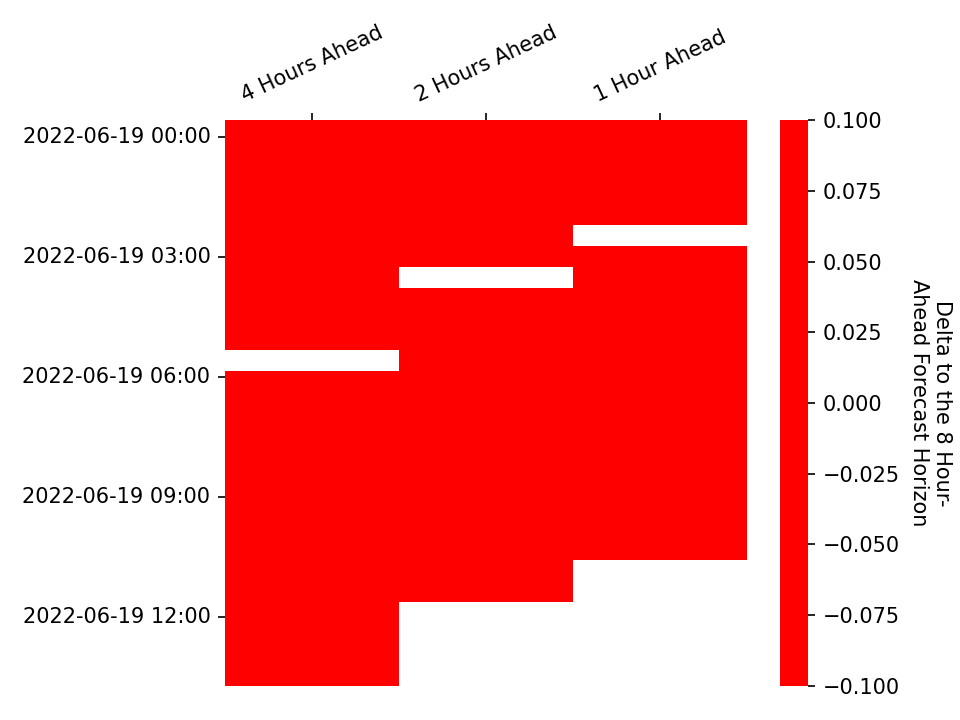 4 Hours Ahead
2 Hours Ahead
1 Hour Ahead
2022-06-19 00:00
2022-06-19 03:00
2022-06-19 06:00
2022-06-19 09:00
2022-06-19 12:00
0.100
0.075
0.050
0.025
0.000
−0.025
−0.050
−0.075
−0.100
Delta to the 8 Hour-
Ahead Forecast Horizon